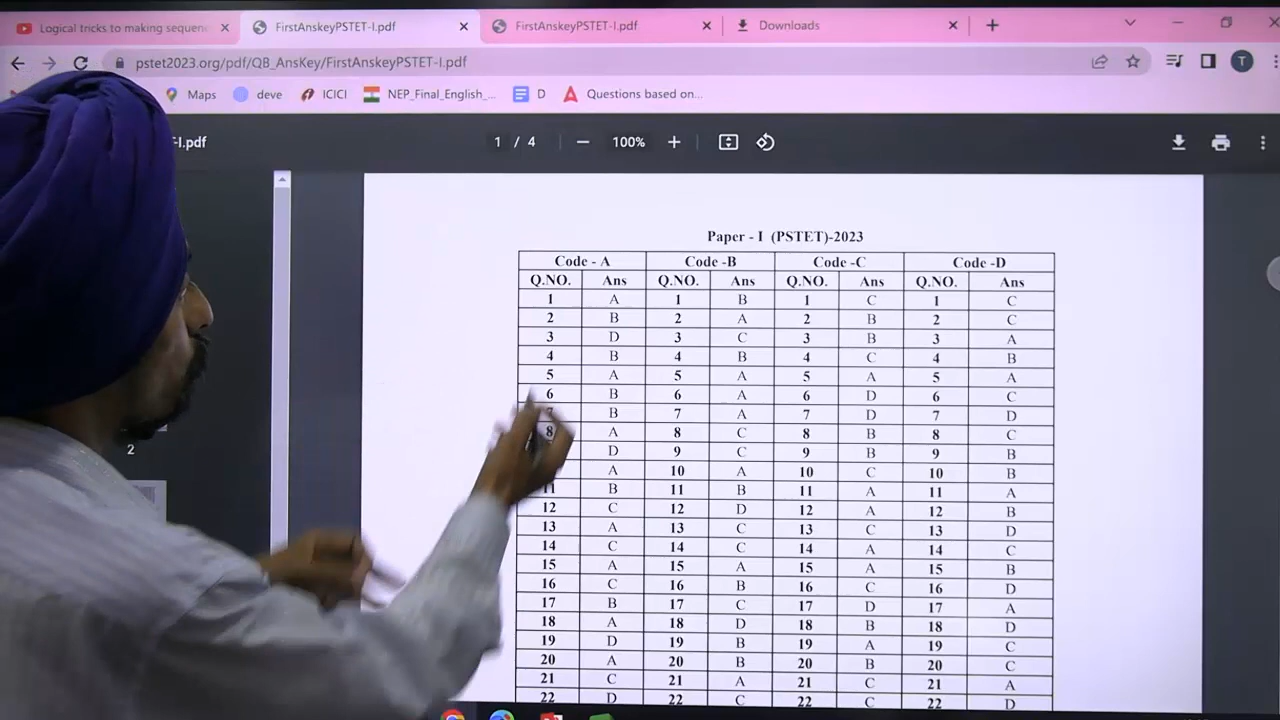 Logical tricks to making sequen
FirstAnskeyPSTET-I.pdf
FirstAnskeyPSTET-I.pdf
Downloads
pstet2023.org/pdf/QB_AnsKey/FirstAnskeyPSTET-I.pdf
T
Maps
deve
ICICI
NEP_Final_English_...
D
Questions based on...
-I.pdf
1 / 4
100%
2
Paper - I (PSTET)-2023
Code - A Code -B Code -C Code -D
Q.NO. Ans Q.NO. Ans Q.NO. Ans Q.NO. Ans
1 A 1 B 1 C 1 C
2 B 2 A 2 B 2 C
3 D 3 C 3 B 3 A
4 B 4 B 4 C 4 B
5 A 5 A 5 A 5 A
6 B 6 A 6 D 6 C
7 B 7 A 7 D 7 D
8 A 8 C 8 B 8 C
D 9 C 9 B 9 B
A 10 A 10 C 10 B
11 B 11 B 11 A 11 A
12 C 12 D 12 A 12 B
13 A 13 C 13 C 13 D
14 C 14 C 14 A 14 C
15 A 15 A 15 A 15 B
16 C 16 B 16 C 16 D
17 B 17 C 17 D 17 A
18 A 18 D 18 B 18 D
19 D 19 B 19 A 19 C
20 A 20 B 20 B 20 C
21 C 21 A 21 C 21 A
22 D 22 C 22 C 22 D